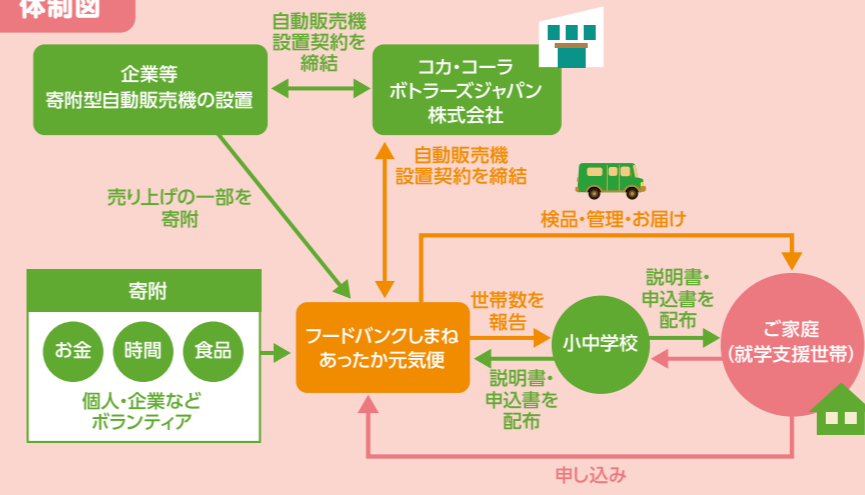 体制図
自動販売機
設置契約を
締結
企業等
寄附型自動販売機の設置
コカ・コーラ
ボトラーズジャパン
株式会社
自動販売機
設置契約を締結
売り上げの一部を
寄附
検品・管理・お届け
寄附
お金
時間
食品
個人・企業など
ボランティア
フードバンクしまね
あったか元気便
世帯数を
報告
説明書・
申込書を
配布
小中学校
説明書・
申込書を
配布
ご家庭
(就学支援世帯)
申し込み